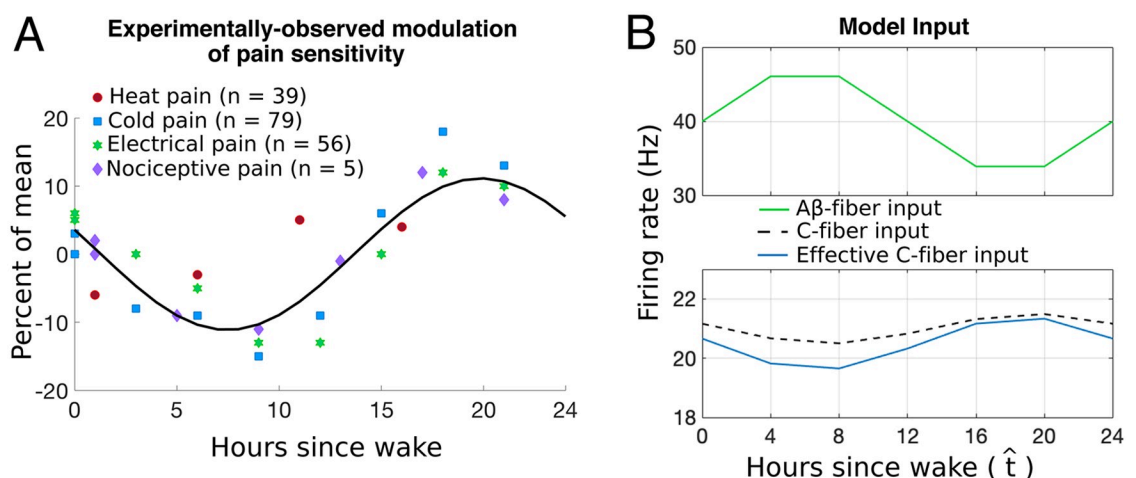 A
Experimentally-observed modulation
of pain sensitivity
Heat pain (n = 39)
Cold pain (n = 79)
Electrical pain (n = 56)
Nociceptive pain (n = 5)
Percent of mean
20
10
0
-10
-20
0 5 10 15 20 24
Hours since wake
B
Model Input
Firing rate (Hz)
50
40
30
Aβ-fiber input
C-fiber input
Effective C-fiber input
22
20
18
0 4 8 12 16 20 24
Hours since wake ( t̂ )